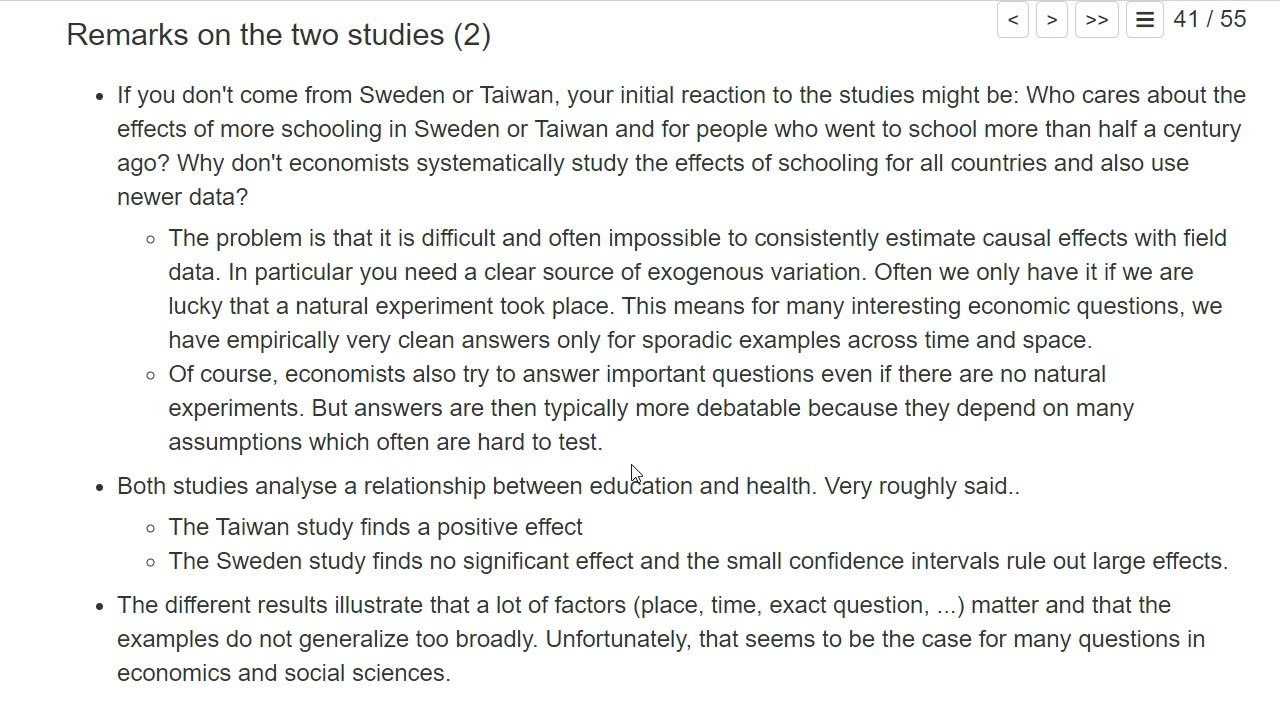 Remarks on the two studies (2)
< > >> ☰ 41 / 55
• If you don't come from Sweden or Taiwan, your initial reaction to the studies might be: Who cares about the
effects of more schooling in Sweden or Taiwan and for people who went to school more than half a century
ago? Why don't economists systematically study the effects of schooling for all countries and also use
newer data?
◦ The problem is that it is difficult and often impossible to consistently estimate causal effects with field
data. In particular you need a clear source of exogenous variation. Often we only have it if we are
lucky that a natural experiment took place. This means for many interesting economic questions, we
have empirically very clean answers only for sporadic examples across time and space.
◦ Of course, economists also try to answer important questions even if there are no natural
experiments. But answers are then typically more debatable because they depend on many
assumptions which often are hard to test.
• Both studies analyse a relationship between education and health. Very roughly said..
◦ The Taiwan study finds a positive effect
◦ The Sweden study finds no significant effect and the small confidence intervals rule out large effects.
• The different results illustrate that a lot of factors (place, time, exact question, ...) matter and that the
examples do not generalize too broadly. Unfortunately, that seems to be the case for many questions in
economics and social sciences.